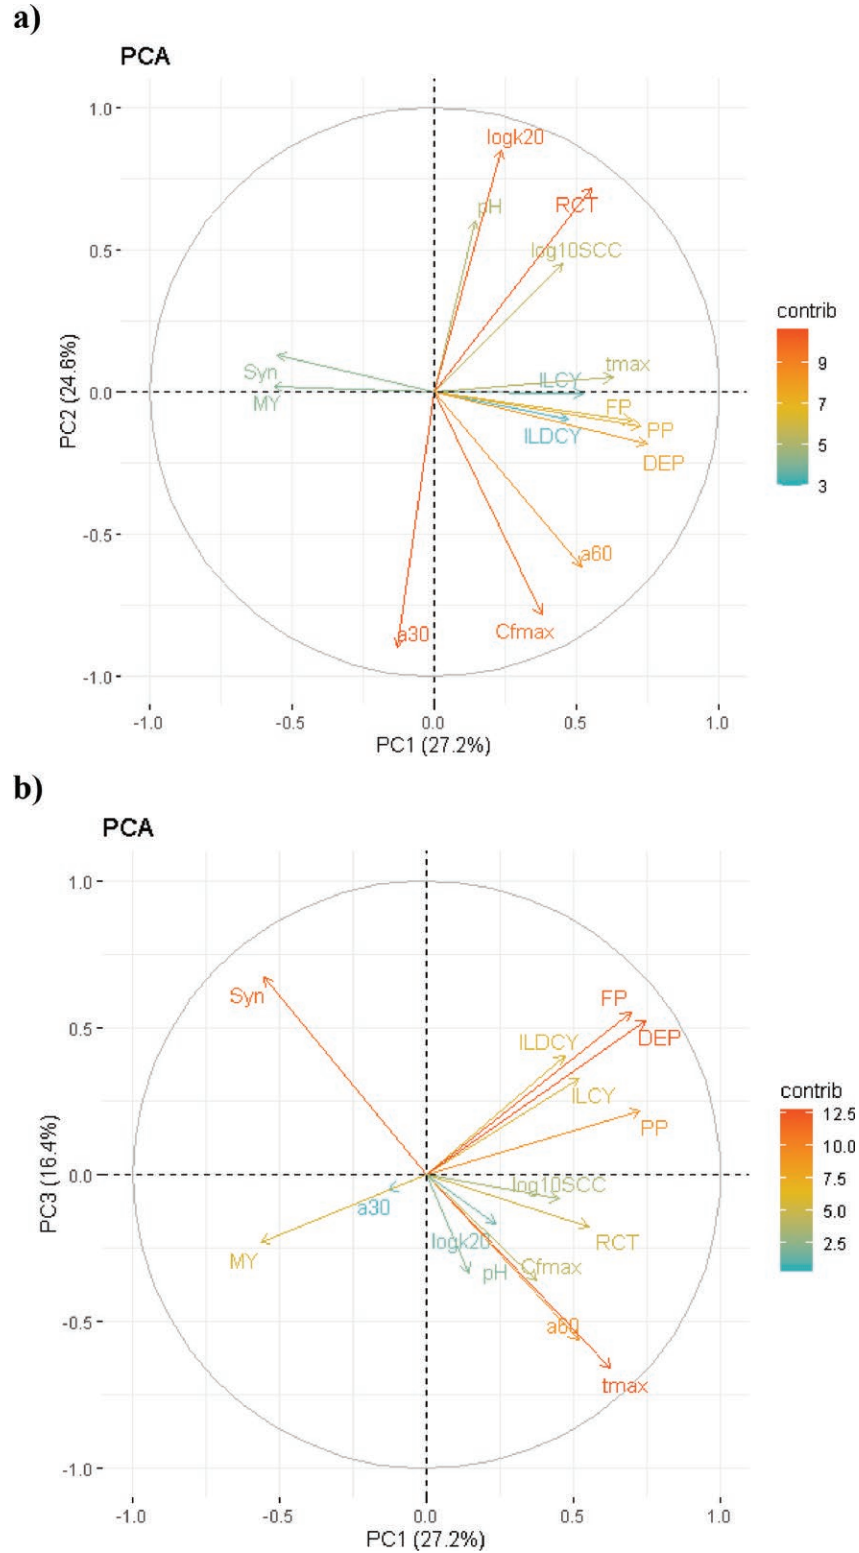 a)
PCA
1.0
logk20
pH
RCT
log10SCC
0.5
tmax
Syn
ILCY
0.0
MY
FP
PP
ILDCY
DEP
PC2 (24.6%)
-0.5
a60
a30
Cfmax
-1.0
-1.0 -0.5 0.0 0.5 1.0
PC1 (27.2%)
contrib
9
7
5
3
b)
PCA
1.0
Syn
FP
0.5
ILDCY
DEP
ILCY
PP
0.0
PC3 (16.4%)
log10SCC
a30
MY
logk20
RCT
pH
Cfmax
-0.5
a60
tmax
-1.0
-1.0 -0.5 0.0 0.5 1.0
PC1 (27.2%)
contrib
12.5
10.0
7.5
5.0
2.5